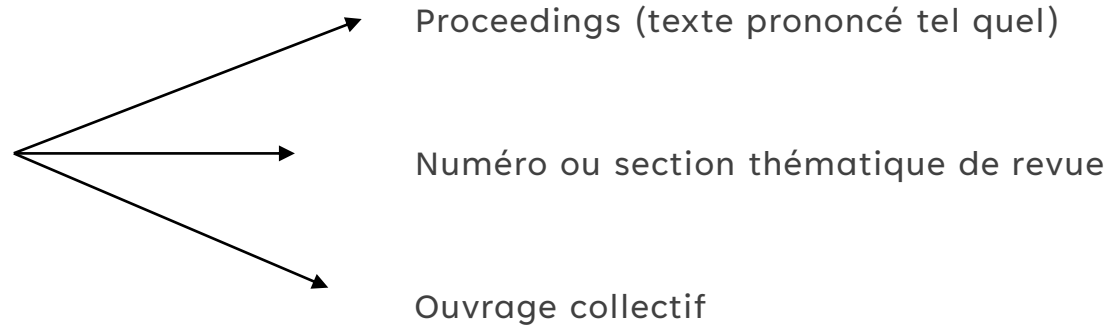 Proceedings (texte prononcé tel quel)
Numéro ou section thématique de revue
Ouvrage collectif